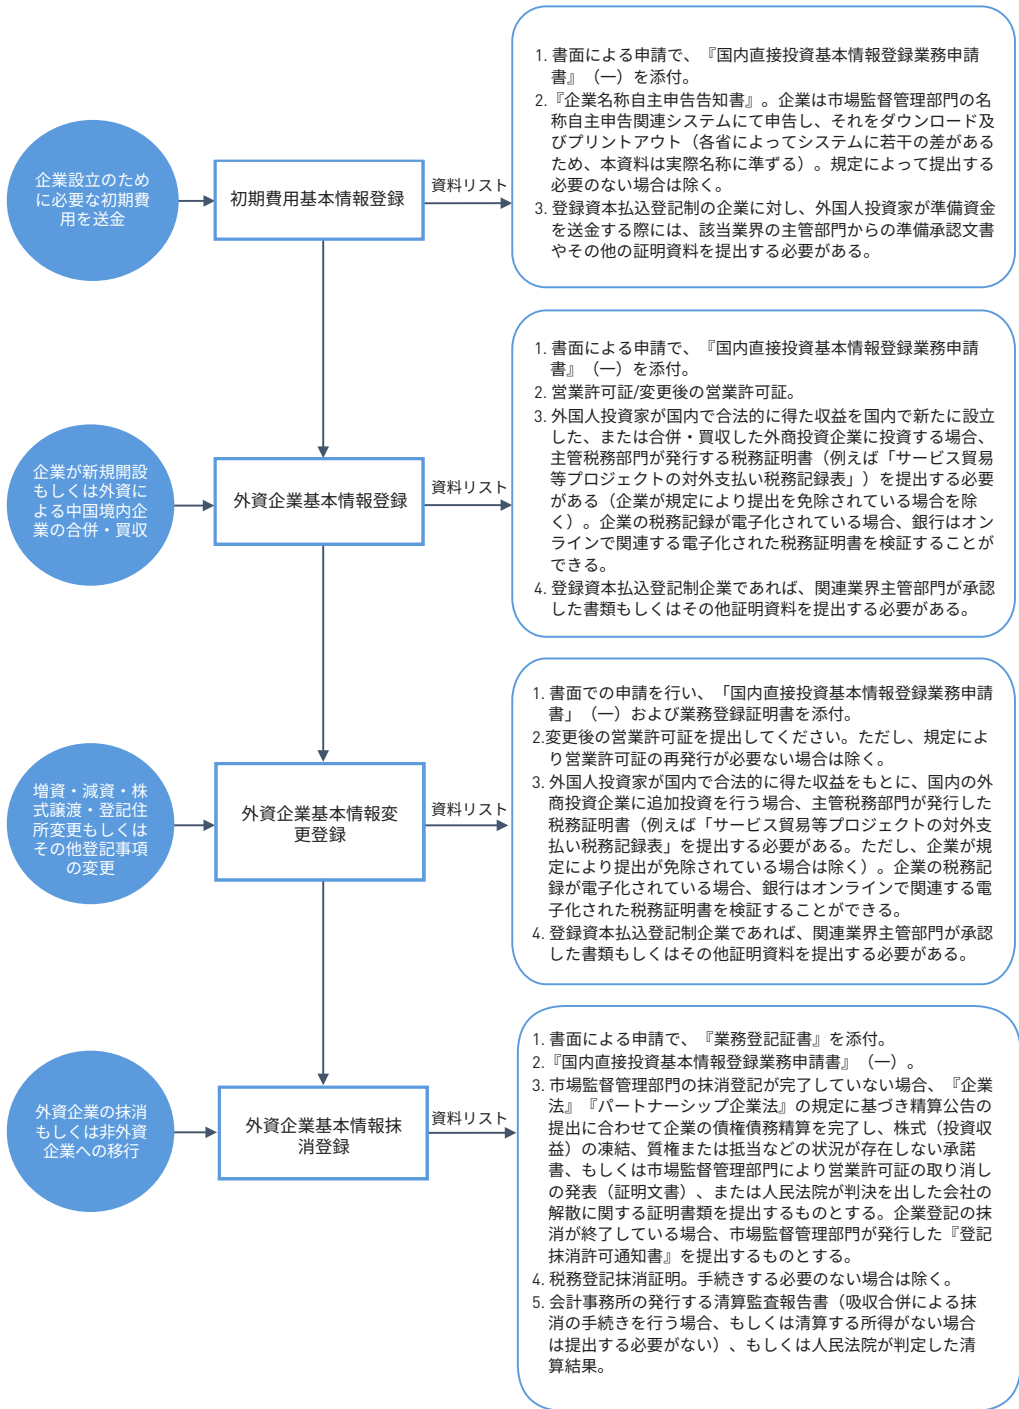 企業設立のため
に必要な初期費
用を送金
初期費用基本情報登録
資料リスト
1. 書面による申請で、『国内直接投資基本情報登録業務申請
書』（一）を添付。
2.『企業名称自主申告告知書』。企業は市場監督管理部門の名
称自主申告関連システムにて申告し、それをダウンロード及
びプリントアウト（各省によってシステムに若干の差がある
ため、本資料は実際名称に準ずる）。規定によって提出する
必要のない場合は除く。
3. 登録資本払込登記制の企業に対し、外国人投資家が準備資金
を送金する際には、該当業界の主管部門からの準備承認文書
やその他の証明資料を提出する必要がある。
企業が新規開設
もしくは外資に
よる中国境内企
業の合併・買収
外資企業基本情報登録
資料リスト
1. 書面による申請で、『国内直接投資基本情報登録業務申請
書』（一）を添付。
2. 営業許可証/変更後の営業許可証。
3. 外国人投資家が国内で合法的に得た収益を国内で新たに設立
した、または合併・買収した外商投資企業に投資する場合、
主管税務部門が発行する税務証明書（例えば「サービス貿易
等プロジェクトの対外支払い税務記録表」）を提出する必要
がある（企業が規定により提出を免除されている場合を除
く）。企業の税務記録が電子化されている場合、銀行はオン
ラインで関連する電子化された税務証明書を検証することが
できる。
4. 登録資本払込登記制企業であれば、関連業界主管部門が承認
した書類もしくはその他証明資料を提出する必要がある。
増資・減資・株
式譲渡・登記住
所変更もしくは
その他登記事項
の変更
外資企業基本情報変
更登録
資料リスト
1. 書面での申請を行い、「国内直接投資基本情報登録業務申請
書」（一）および業務登録証明書を添付。
2.変更後の営業許可証を提出してください。ただし、規定によ
り営業許可証の再発行が必要ない場合は除く。
3. 外国人投資家が国内で合法的に得た収益をもとに、国内の外
商投資企業に追加投資を行う場合、主管税務部門が発行した
税務証明書（例えば「サービス貿易等プロジェクトの対外支
払い税務記録表」を提出する必要がある。ただし、企業が規
定により提出が免除されている場合は除く）。企業の税務記
録が電子化されている場合、銀行はオンラインで関連する電
子化された税務証明書を検証することができる。
4. 登録資本払込登記制企業であれば、関連業界主管部門が承認
した書類もしくはその他証明資料を提出する必要がある。
外資企業の抹消
もしくは非外資
企業への移行
外資企業基本情報抹
消登録
資料リスト
1. 書面による申請で、『業務登記証書』を添付。
2.『国内直接投資基本情報登録業務申請書』（一）。
3. 市場監督管理部門の抹消登記が完了していない場合、『企業
法』『パートナーシップ企業法』の規定に基づき精算公告の
提出に合わせて企業の債権債務精算を完了し、株式（投資収
益）の凍結、質権または抵当などの状況が存在しない承諾
書、もしくは市場監督管理部門により営業許可証の取り消し
の発表（証明文書）、または人民法院が判決を出した会社の
解散に関する証明書類を提出するものとする。企業登記の抹
消が終了している場合、市場監督管理部門が発行した『登記
抹消許可通知書』を提出するものとする。
4. 税務登記抹消証明。手続きする必要のない場合は除く。
5. 会計事務所の発行する清算監査報告書（吸収合併による抹
消の手続きを行う場合、もしくは清算する所得がない場合
は提出する必要がない）、もしくは人民法院が判定した清
算結果。